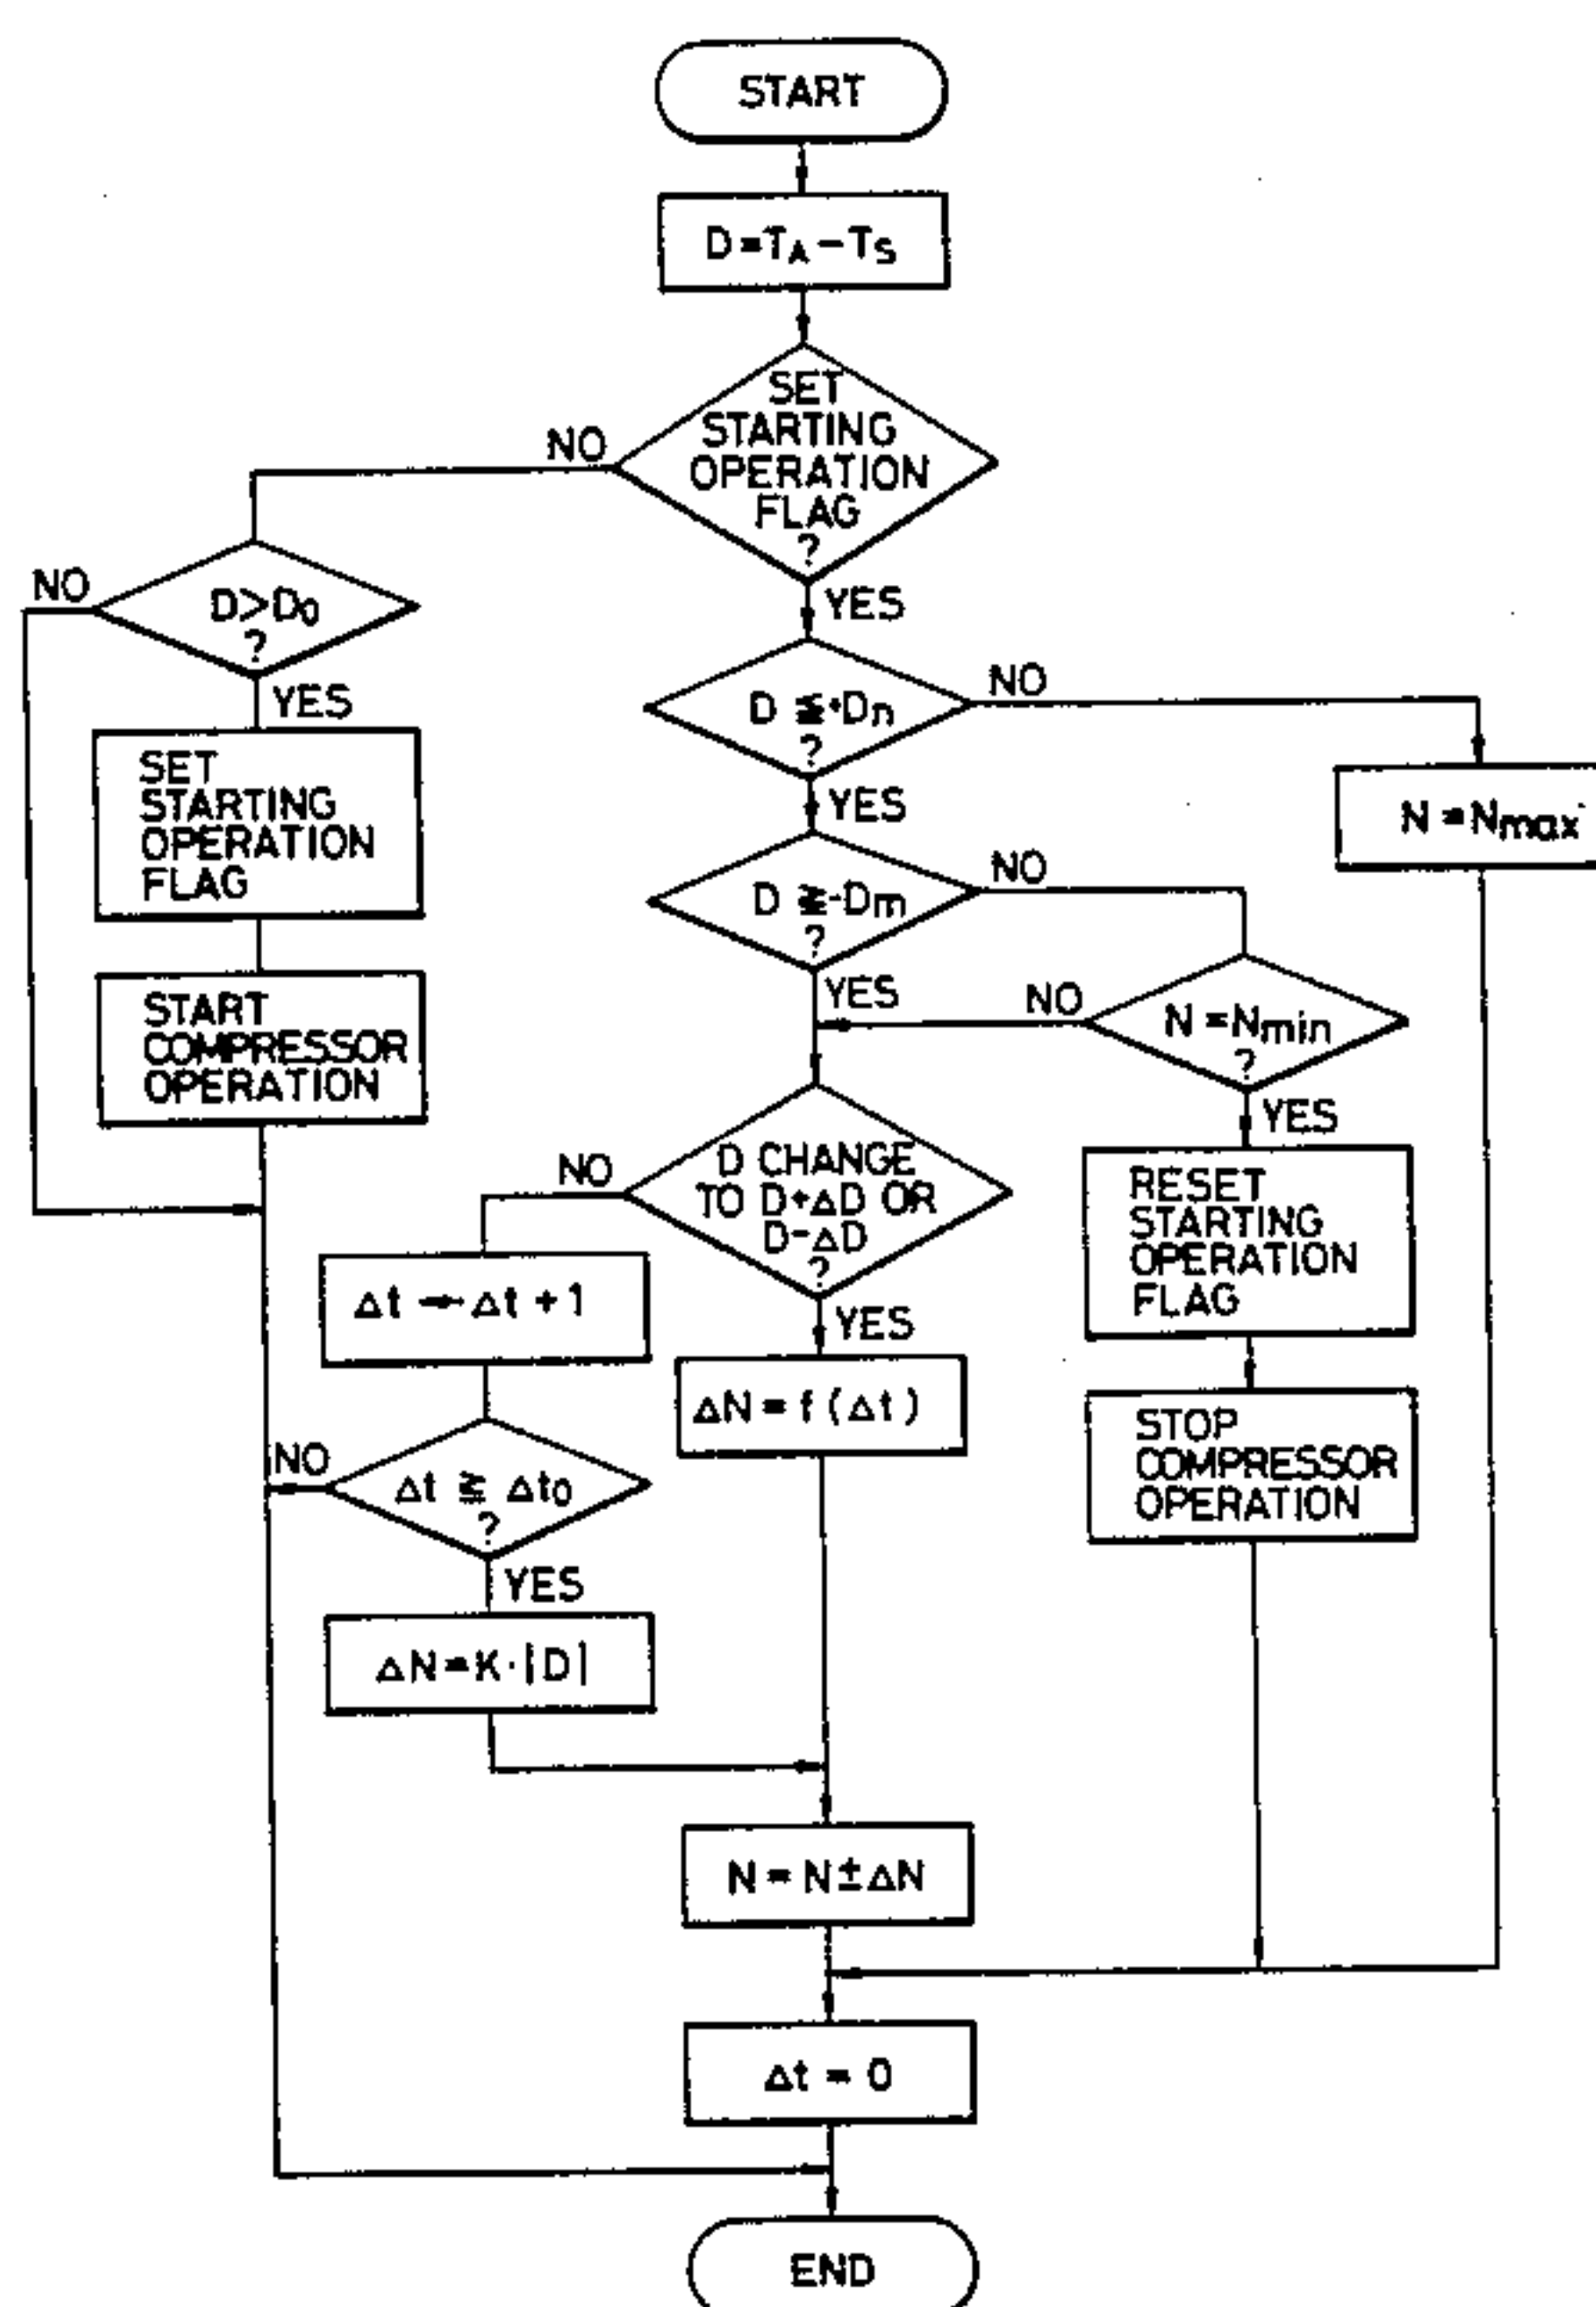 START
D=TA-TS
SET
STARTING
OPERATION
FLAG
?
NO
YES
D>D0
?
NO
YES
SET
STARTING
OPERATION
FLAG
START
COMPRESSOR
OPERATION
D≦+Dn
?
NO
YES
N=Nmax
D≧-Dm
?
NO
YES
N=Nmin
?
NO
YES
RESET
STARTING
OPERATION
FLAG
STOP
COMPRESSOR
OPERATION
D CHANGE
TO D+ΔD OR
D-ΔD
?
NO
YES
Δt→Δt+1
ΔN=f(Δt)
Δt≧Δt0
?
NO
YES
ΔN=K·|D|
N=N±ΔN
Δt=0
END